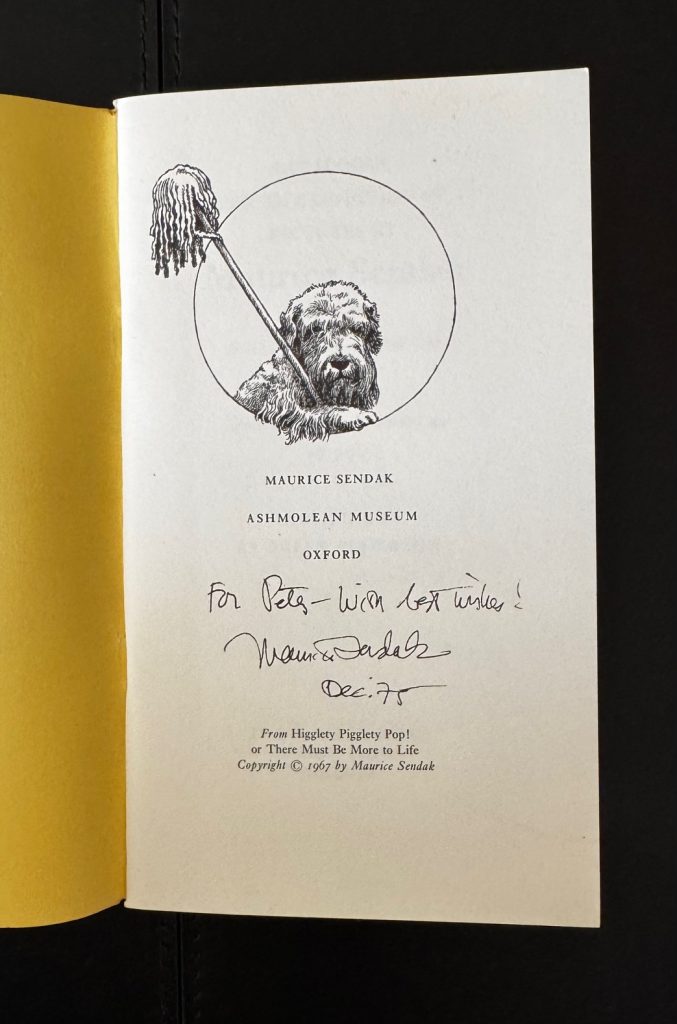 MAURICE SENDAK
ASHMOLEAN MUSEUM
OXFORD
For Peter – With best wishes!
Maurice Sendak
Dec. 75
From Higglety Pigglety Pop!
or There Must Be More to Life
Copyright © 1967 by Maurice Sendak